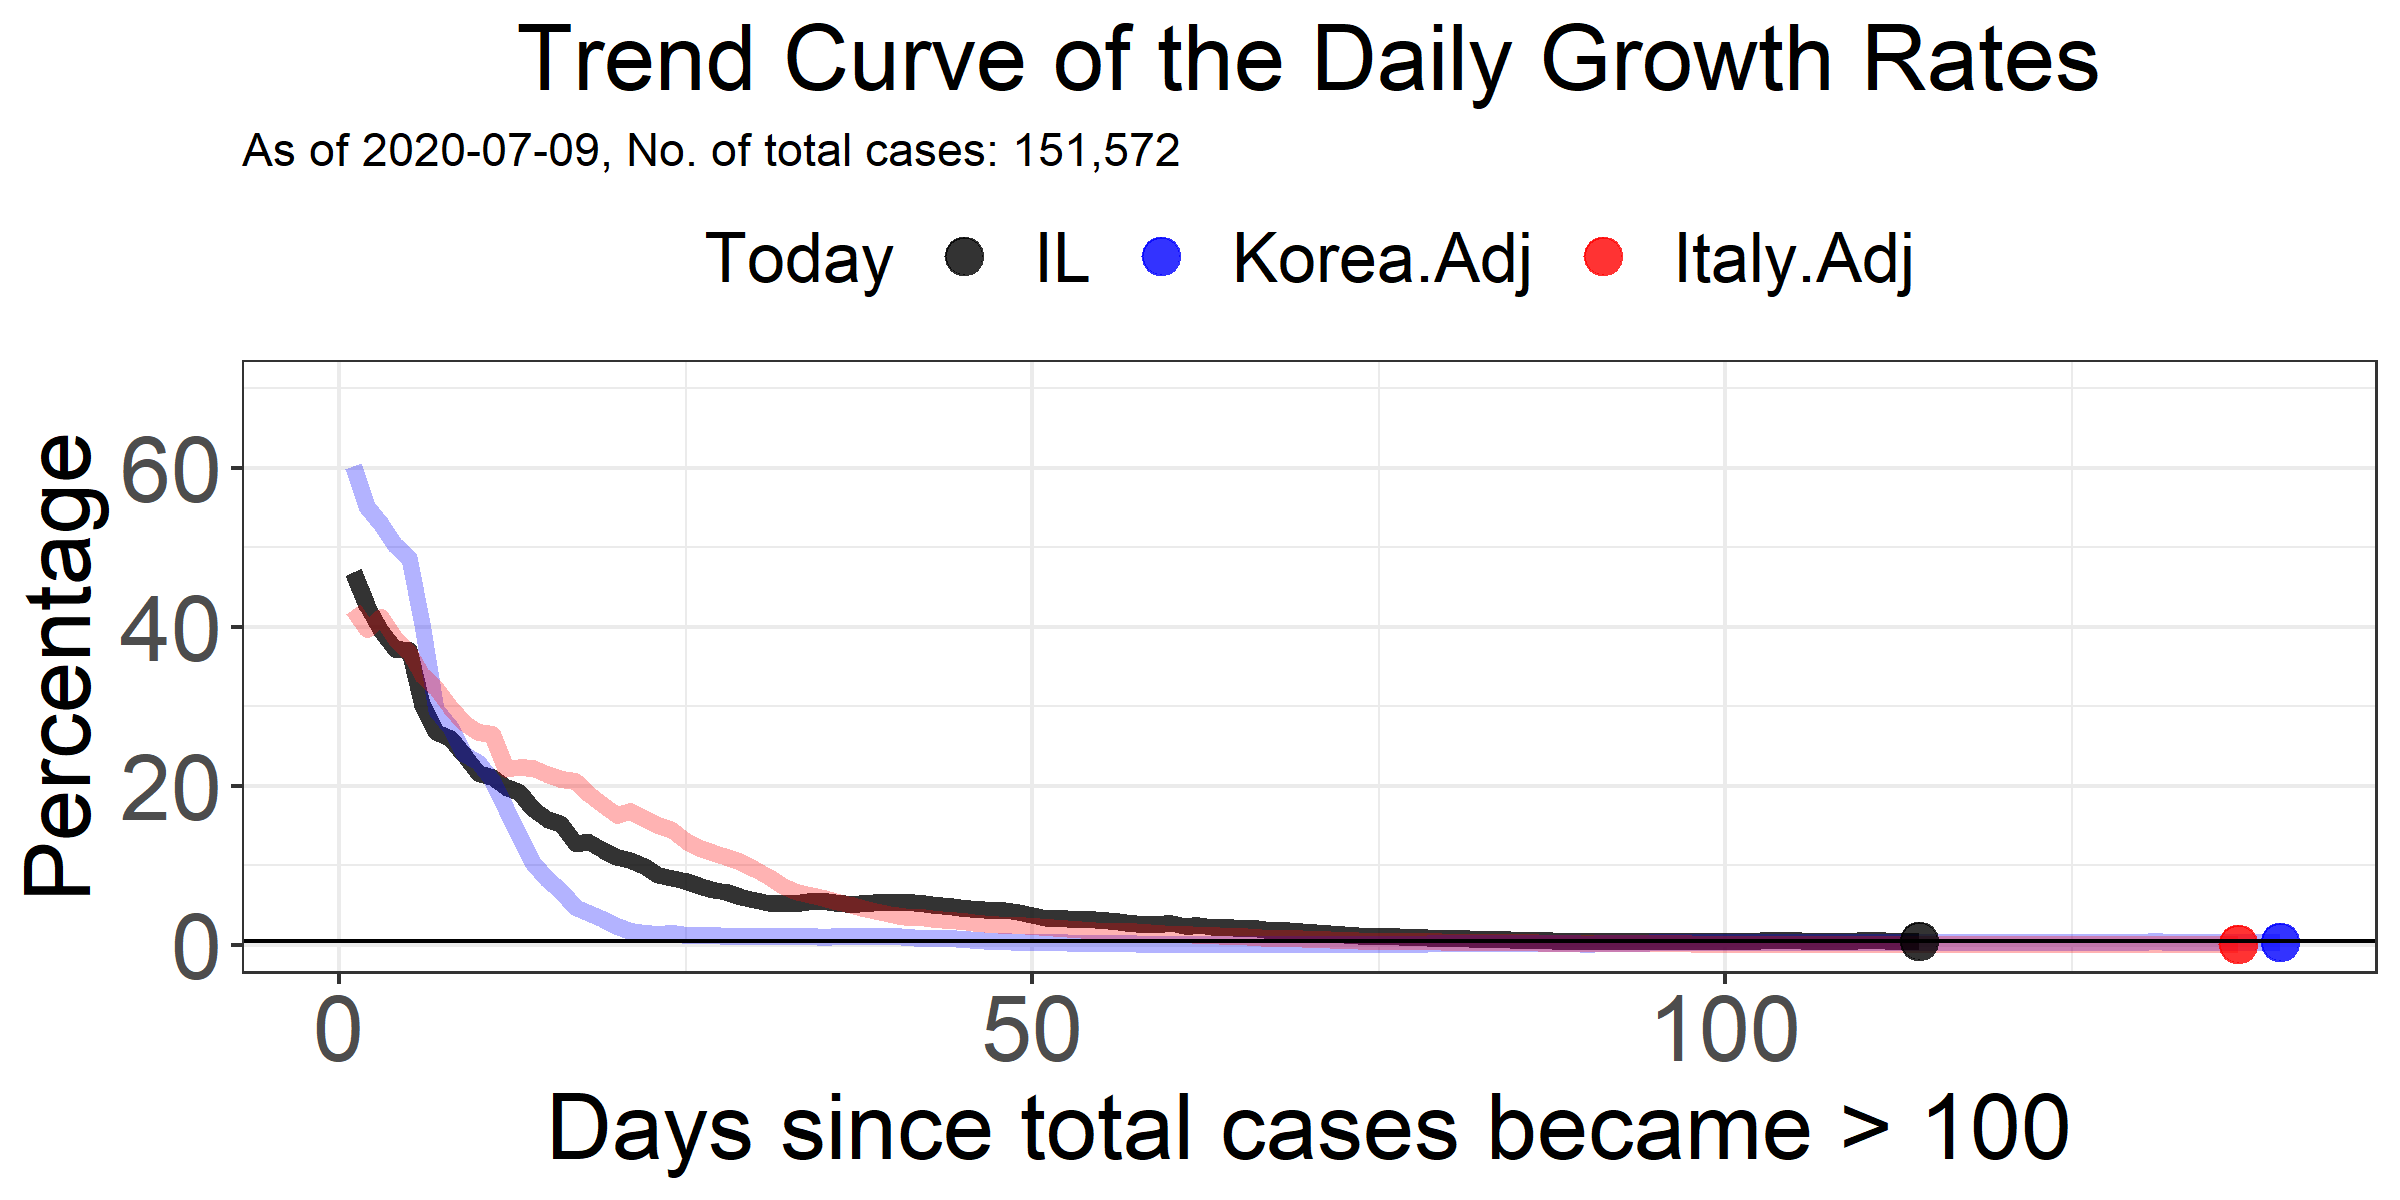 Trend Curve of the Daily Growth Rates
As of 2020-07-09, No. of total cases: 151,572
Today IL Korea.Adj Italy.Adj
Percentage
60
40
20
0
0 50 100
Days since total cases became > 100